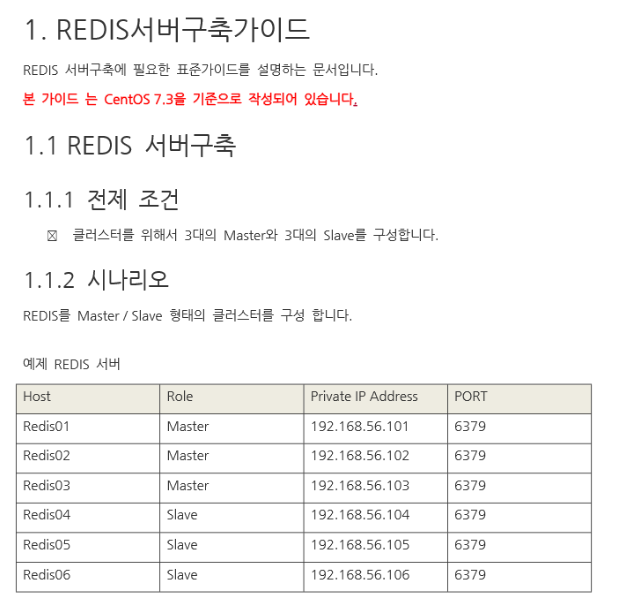 1. REDIS서버구축가이드
REDIS 서버구축에 필요한 표준가이드를 설명하는 문서입니다.
본 가이드 는 CentOS 7.3을 기준으로 작성되어 있습니다.
1.1 REDIS 서버구축
1.1.1 전제 조건
클러스터를 위해서 3대의 Master와 3대의 Slave를 구성합니다.
1.1.2 시나리오
REDIS를 Master / Slave 형태의 클러스터를 구성 합니다.
예제 REDIS 서버
Host Role Private IP Address PORT
Redis01 Master 192.168.56.101 6379
Redis02 Master 192.168.56.102 6379
Redis03 Master 192.168.56.103 6379
Redis04 Slave 192.168.56.104 6379
Redis05 Slave 192.168.56.105 6379
Redis06 Slave 192.168.56.106 6379